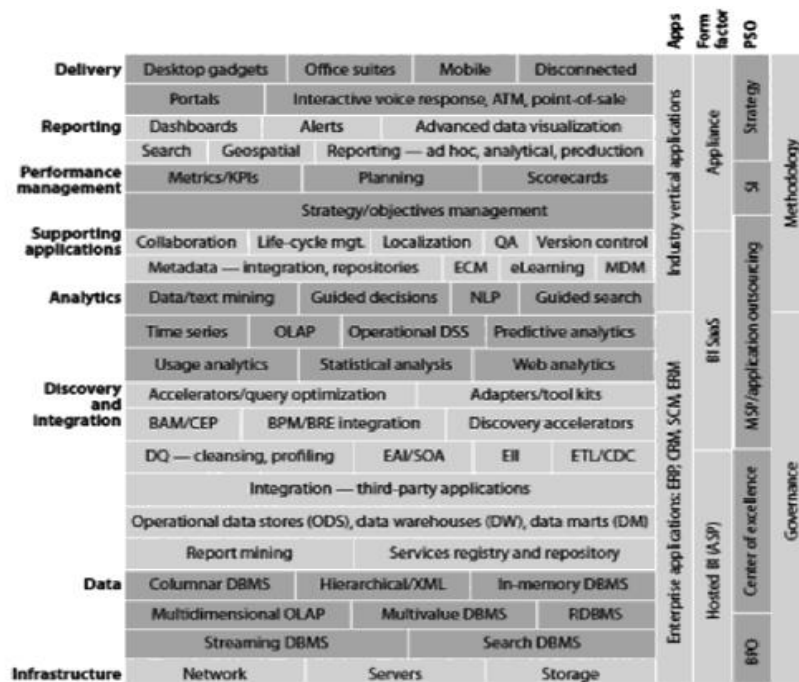 Apps
Form factor
PSO
Delivery
Desktop gadgets Office suites Mobile Disconnected
Portals Interactive voice response, ATM, point-of-sale
Reporting
Dashboards Alerts Advanced data visualization
Search Geospatial Reporting — ad hoc, analytical, production
Performance management
Metrics/KPIs Planning Scorecards
Strategy/objectives management
Supporting applications
Collaboration Life-cycle mgt. Localization QA Version control
Metadata — integration, repositories ECM eLearning MDM
Analytics
Data/text mining Guided decisions NLP Guided search
Time series OLAP Operational DSS Predictive analytics
Usage analytics Statistical analysis Web analytics
Discovery and integration
Accelerators/query optimization Adapters/tool kits
BAM/CEP BPM/BRE integration Discovery accelerators
DQ — cleansing, profiling EAI/SOA EII ETL/CDC
Integration — third-party applications
Operational data stores (ODS), data warehouses (DW), data marts (DM)
Report mining Services registry and repository
Data
Columnar DBMS Hierarchical/XML In-memory DBMS
Multidimensional OLAP Multivalue DBMS RDBMS
Streaming DBMS Search DBMS
Infrastructure
Network Servers Storage
Industry vertical applications
Enterprise applications: ERP, CRM, SCM, ERM
Appliance
BI SaaS
Hosted BI (ASP)
Strategy
SI
MSP/application outsourcing
Center of excellence
BPO
Methodology
Governance